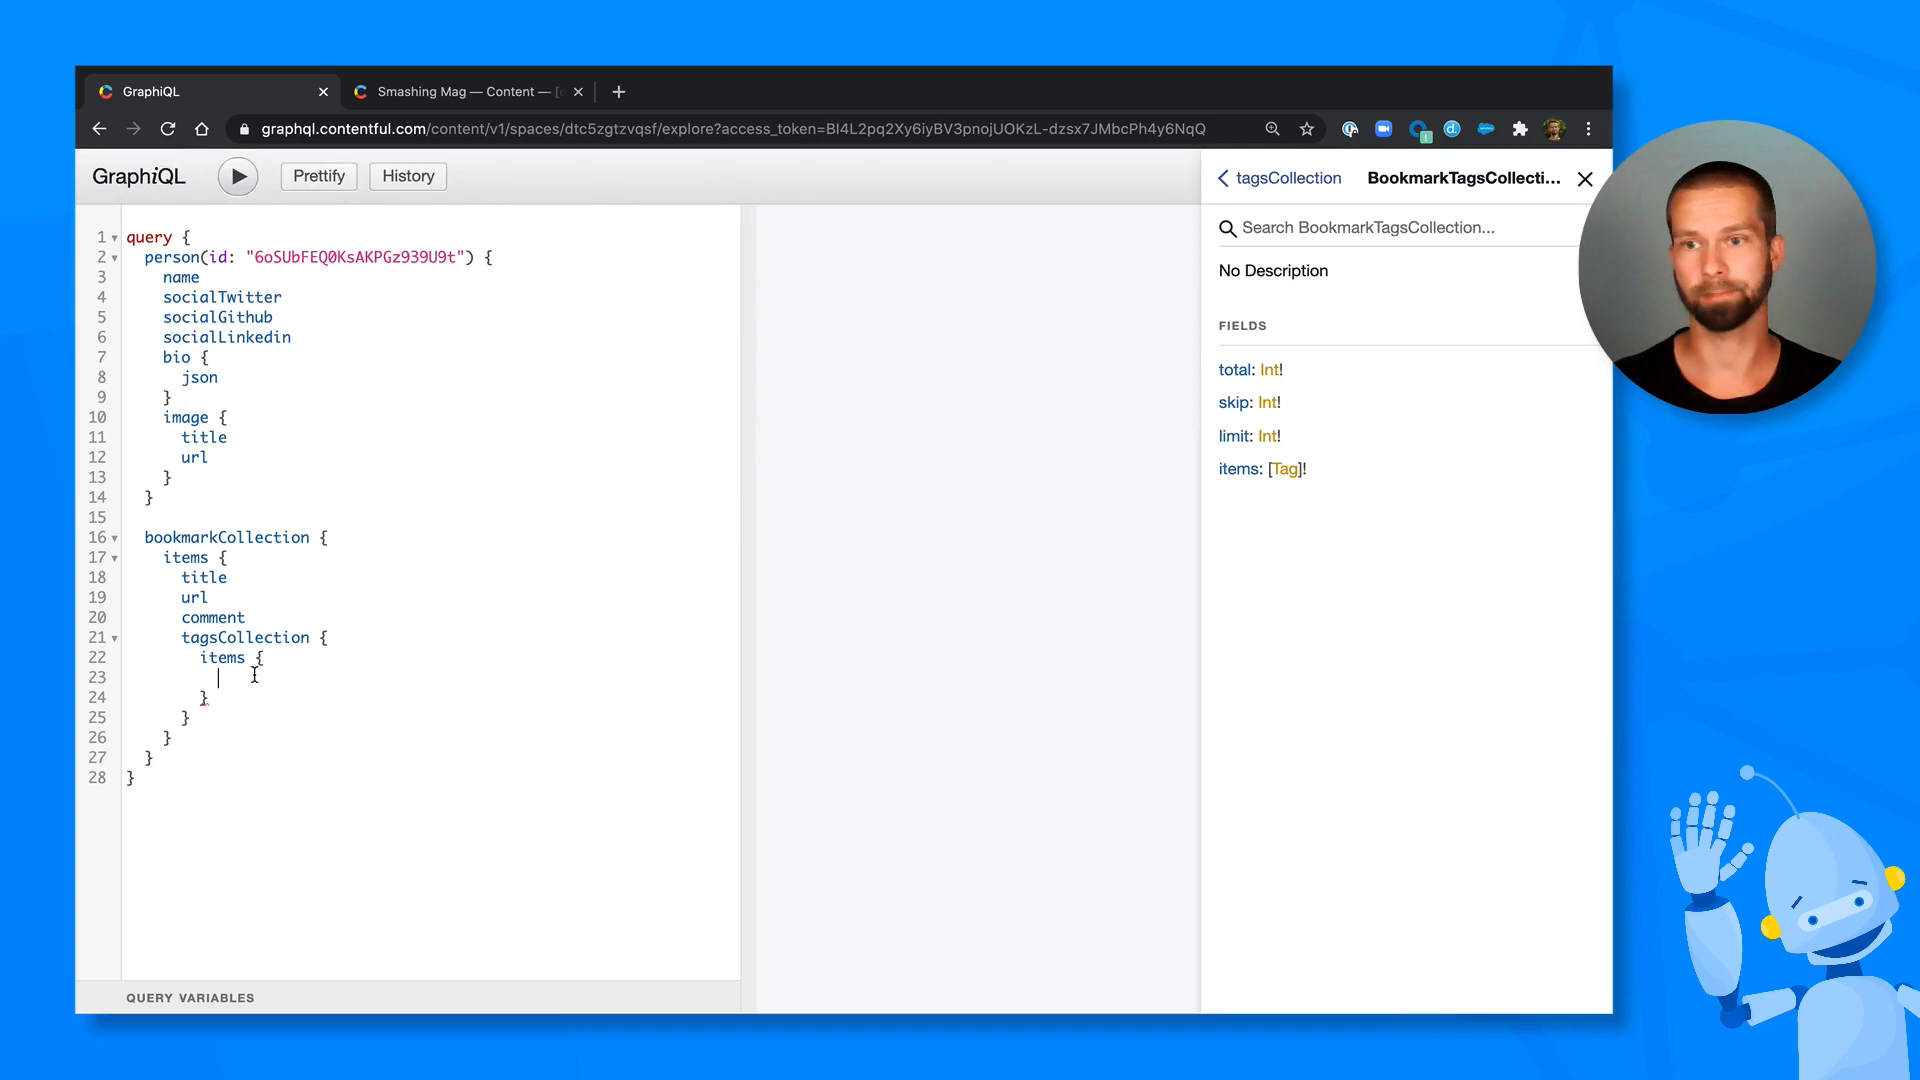 GraphiQL
Smashing Mag — Content — [
graphql.contentful.com/content/v1/spaces/dtc5zgtzvqsf/explore?access_token=BI4L2pq2Xy6iyBV3pnojUOKzL-dzsx7JMbcPh4y6NqQ
GraphiQL
Prettify
History
tagsCollection
BookmarkTagsCollecti...
Search BookmarkTagsCollection...
No Description
FIELDS
total: Int!
skip: Int!
limit: Int!
items: [Tag]!
1 query {
2 person(id: "6oSUbFEQ0KsAKPGz939U9t") {
3 name
4 socialTwitter
5 socialGithub
6 socialLinkedin
7 bio {
8 json
9 }
10 image {
11 title
12 url
13 }
14 }
15
16 bookmarkCollection {
17 items {
18 title
19 url
20 comment
21 tagsCollection {
22 items {
23
24 }
25 }
26 }
27 }
28 }
QUERY VARIABLES